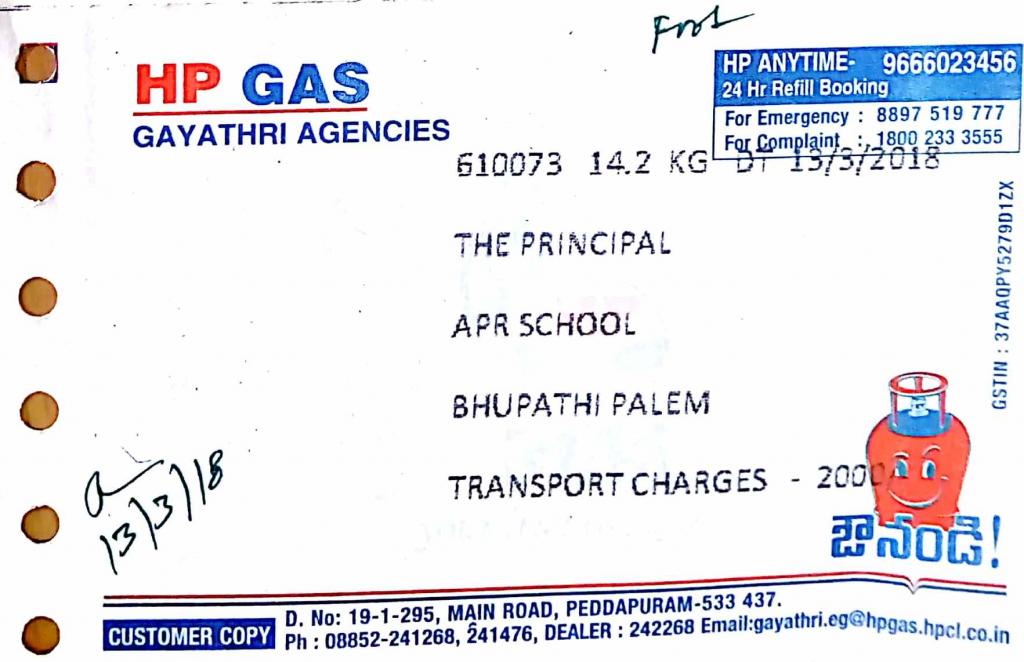 HP GAS
GAYATHRI AGENCIES
HP ANYTIME- 9666023456
24 Hr Refill Booking
For Emergency : 8897 519 777
For Complaint : 1800 233 3555
610073 14.2 KG DT 13/3/2018
THE PRINCIPAL
APR SCHOOL
BHUPATHI PALEM
TRANSPORT CHARGES - 2000/
GSTIN : 37AAQPY5279D1ZX
13/3/18
ఔనండి!
D. No: 19-1-295, MAIN ROAD, PEDDAPURAM-533 437.
CUSTOMER COPY Ph : 08852-241268, 241476, DEALER : 242268 Email:gayathri.eg@hpgas.hpcl.co.in